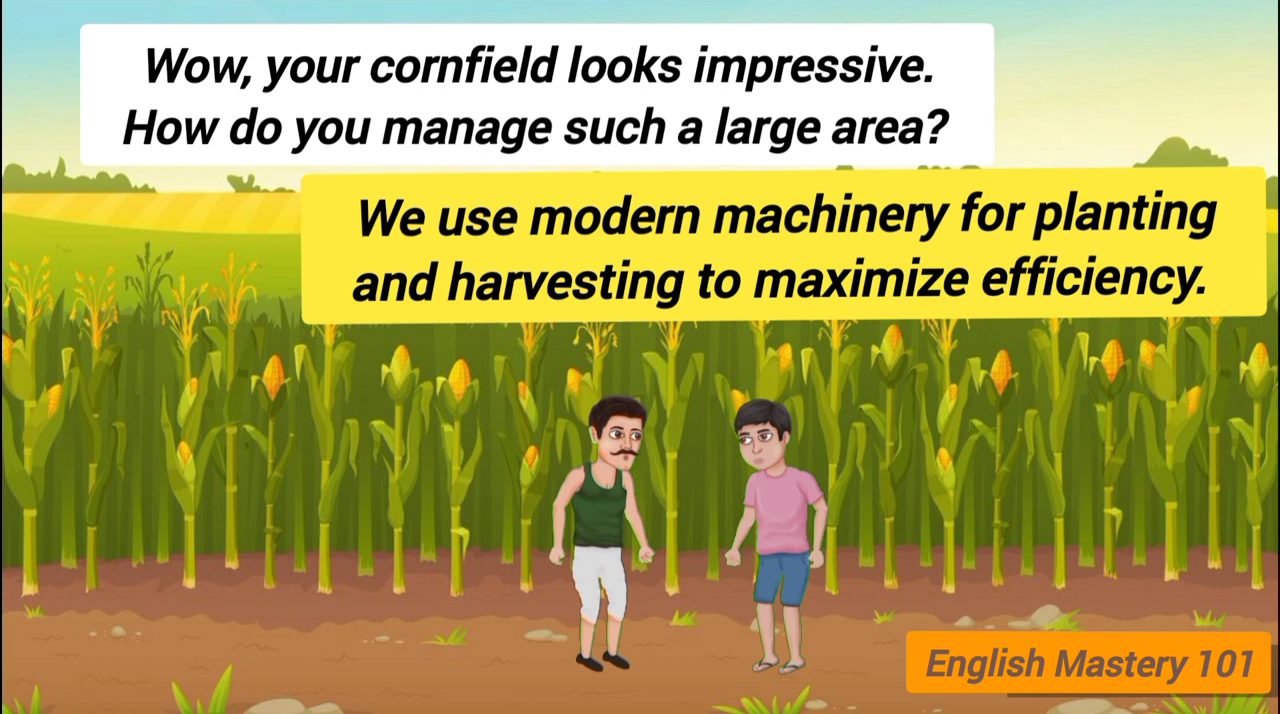 Wow, your cornfield looks impressive.
How do you manage such a large area?
We use modern machinery for planting
and harvesting to maximize efficiency.
English Mastery 101